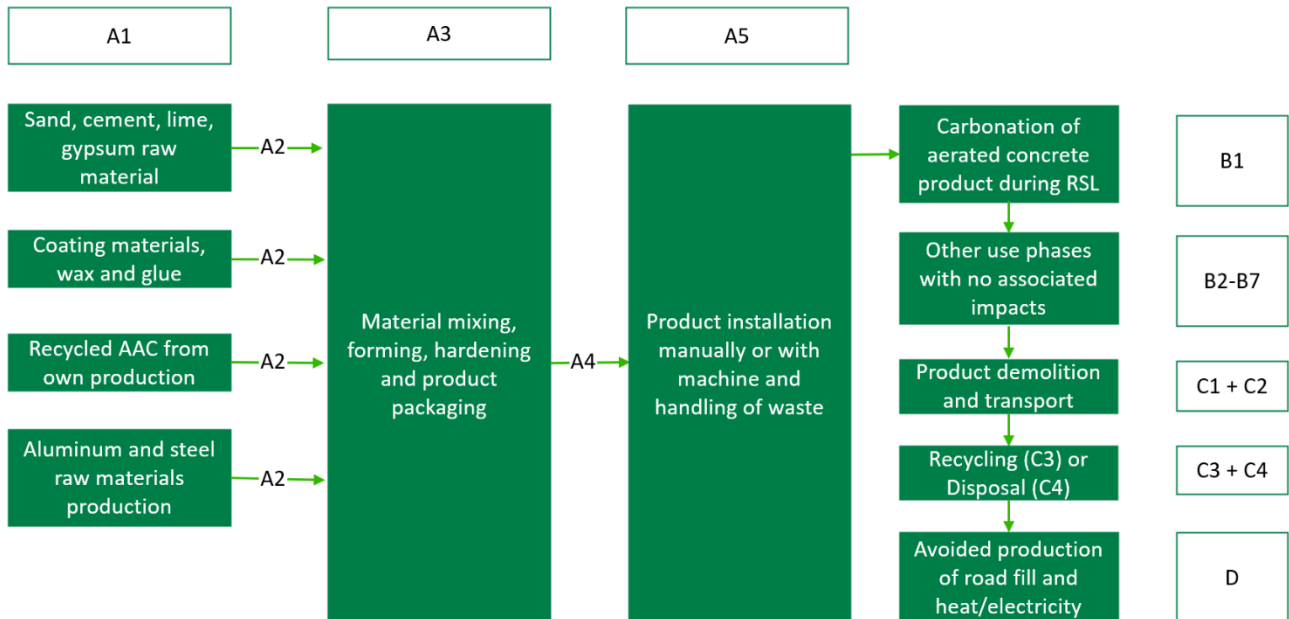 A1
A3
A5
Sand, cement, lime,
gypsum raw
material
A2
Coating materials,
wax and glue
A2
Recycled AAC from
own production
A2
Aluminum and steel
raw materials
production
A2
Material mixing,
forming, hardening
and product
packaging
A4
Product installation
manually or with
machine and
handling of waste
Carbonation of
aerated concrete
product during RSL
B1
Other use phases
with no associated
impacts
B2-B7
Product demolition
and transport
C1 + C2
Recycling (C3) or
Disposal (C4)
C3 + C4
Avoided production
of road fill and
heat/electricity
D